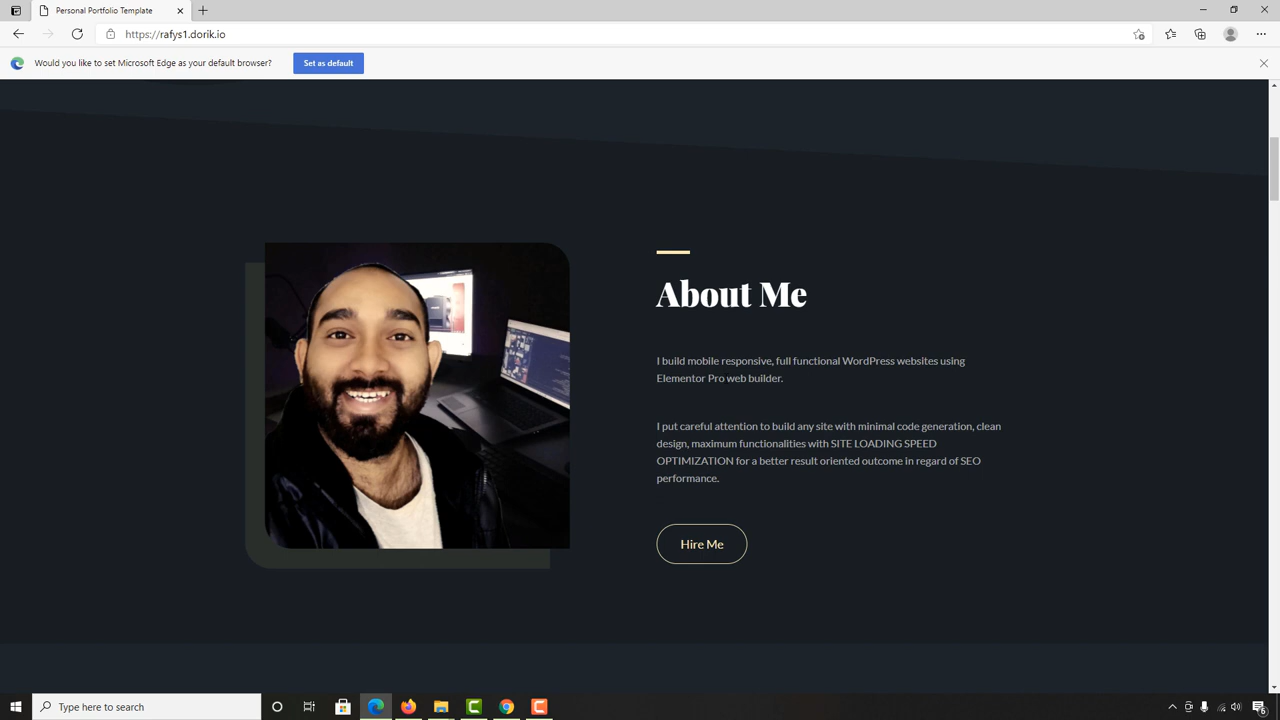 Personal Portfolio Template
https://rafys1.dorik.io
Would you like to set Microsoft Edge as your default browser?
Set as default
About Me
I build mobile responsive, full functional WordPress websites using
Elementor Pro web builder.
I put careful attention to build any site with minimal code generation, clean
design, maximum functionalities with SITE LOADING SPEED
OPTIMIZATION for a better result oriented outcome in regard of SEO
performance.
Hire Me
Type here to search